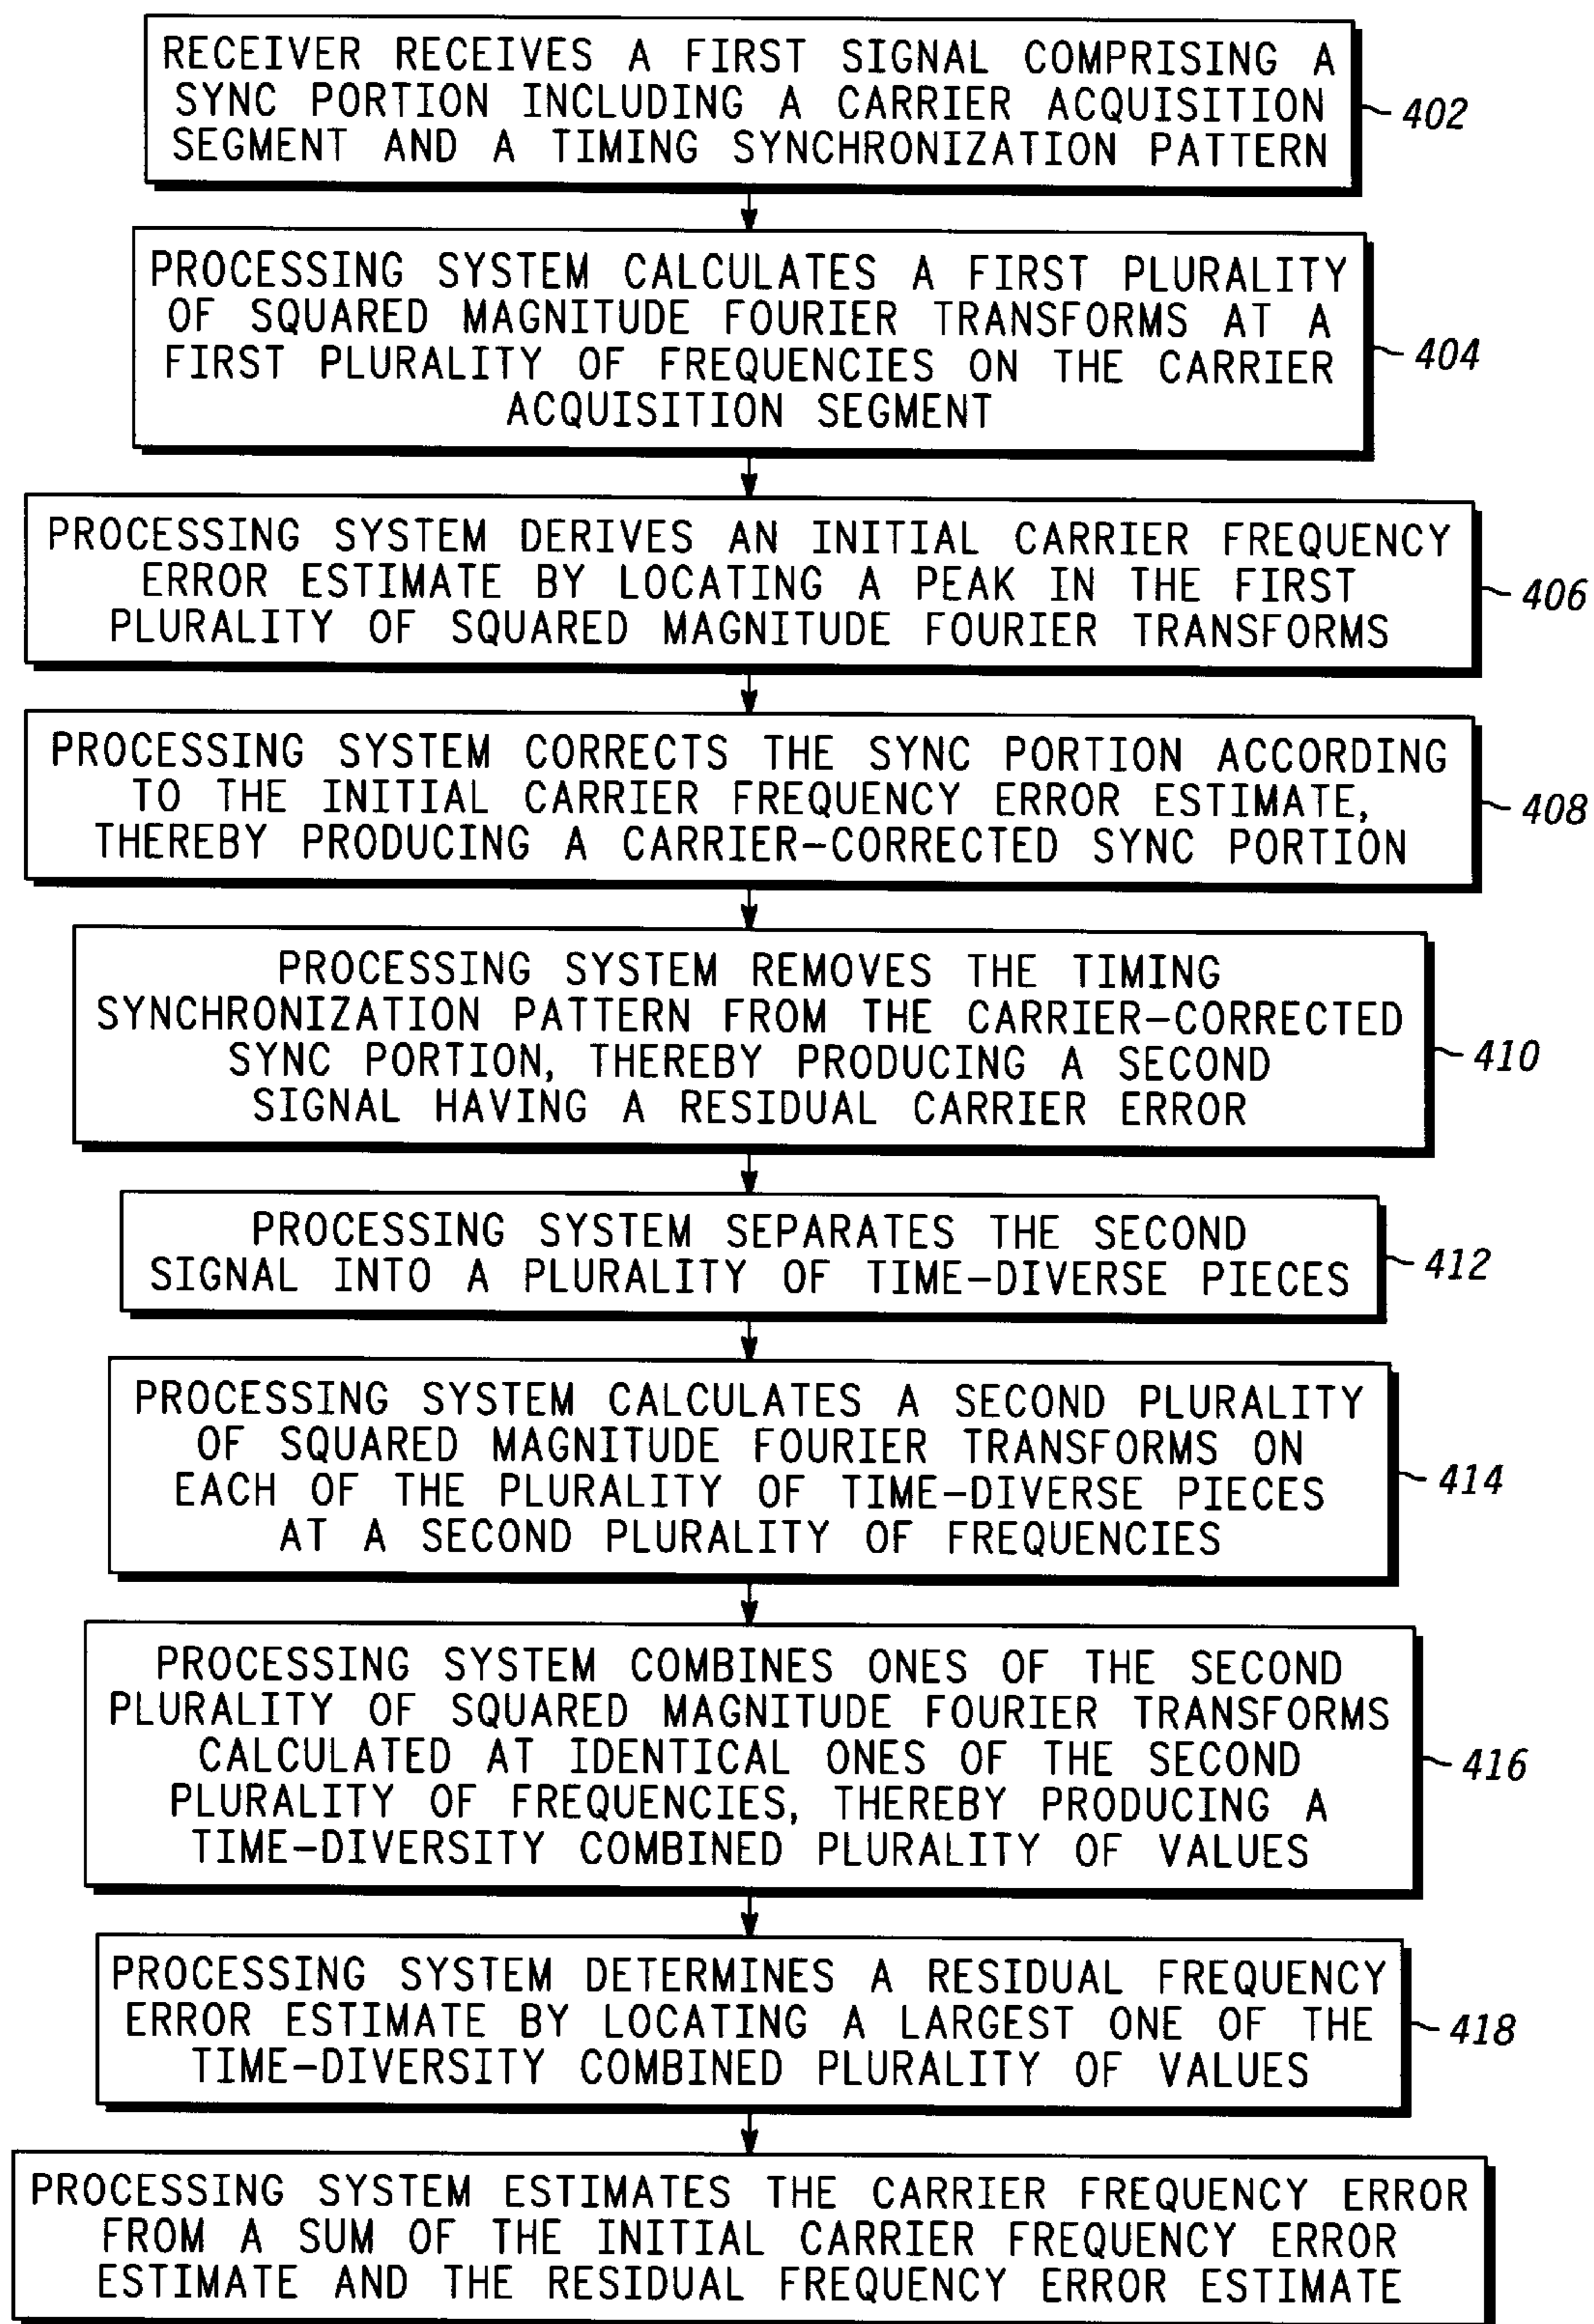 RECEIVER RECEIVES A FIRST SIGNAL COMPRISING A
SYNC PORTION INCLUDING A CARRIER ACQUISITION
SEGMENT AND A TIMING SYNCHRONIZATION PATTERN
402
PROCESSING SYSTEM CALCULATES A FIRST PLURALITY
OF SQUARED MAGNITUDE FOURIER TRANSFORMS AT A
FIRST PLURALITY OF FREQUENCIES ON THE CARRIER
ACQUISITION SEGMENT
404
PROCESSING SYSTEM DERIVES AN INITIAL CARRIER FREQUENCY
ERROR ESTIMATE BY LOCATING A PEAK IN THE FIRST
PLURALITY OF SQUARED MAGNITUDE FOURIER TRANSFORMS
406
PROCESSING SYSTEM CORRECTS THE SYNC PORTION ACCORDING
TO THE INITIAL CARRIER FREQUENCY ERROR ESTIMATE,
THEREBY PRODUCING A CARRIER-CORRECTED SYNC PORTION
408
PROCESSING SYSTEM REMOVES THE TIMING
SYNCHRONIZATION PATTERN FROM THE CARRIER-CORRECTED
SYNC PORTION, THEREBY PRODUCING A SECOND
SIGNAL HAVING A RESIDUAL CARRIER ERROR
410
PROCESSING SYSTEM SEPARATES THE SECOND
SIGNAL INTO A PLURALITY OF TIME-DIVERSE PIECES
412
PROCESSING SYSTEM CALCULATES A SECOND PLURALITY
OF SQUARED MAGNITUDE FOURIER TRANSFORMS ON
EACH OF THE PLURALITY OF TIME-DIVERSE PIECES
AT A SECOND PLURALITY OF FREQUENCIES
414
PROCESSING SYSTEM COMBINES ONES OF THE SECOND
PLURALITY OF SQUARED MAGNITUDE FOURIER TRANSFORMS
CALCULATED AT IDENTICAL ONES OF THE SECOND
PLURALITY OF FREQUENCIES, THEREBY PRODUCING A
TIME-DIVERSITY COMBINED PLURALITY OF VALUES
416
PROCESSING SYSTEM DETERMINES A RESIDUAL FREQUENCY
ERROR ESTIMATE BY LOCATING A LARGEST ONE OF THE
TIME-DIVERSITY COMBINED PLURALITY OF VALUES
418
PROCESSING SYSTEM ESTIMATES THE CARRIER FREQUENCY ERROR
FROM A SUM OF THE INITIAL CARRIER FREQUENCY ERROR
ESTIMATE AND THE RESIDUAL FREQUENCY ERROR ESTIMATE